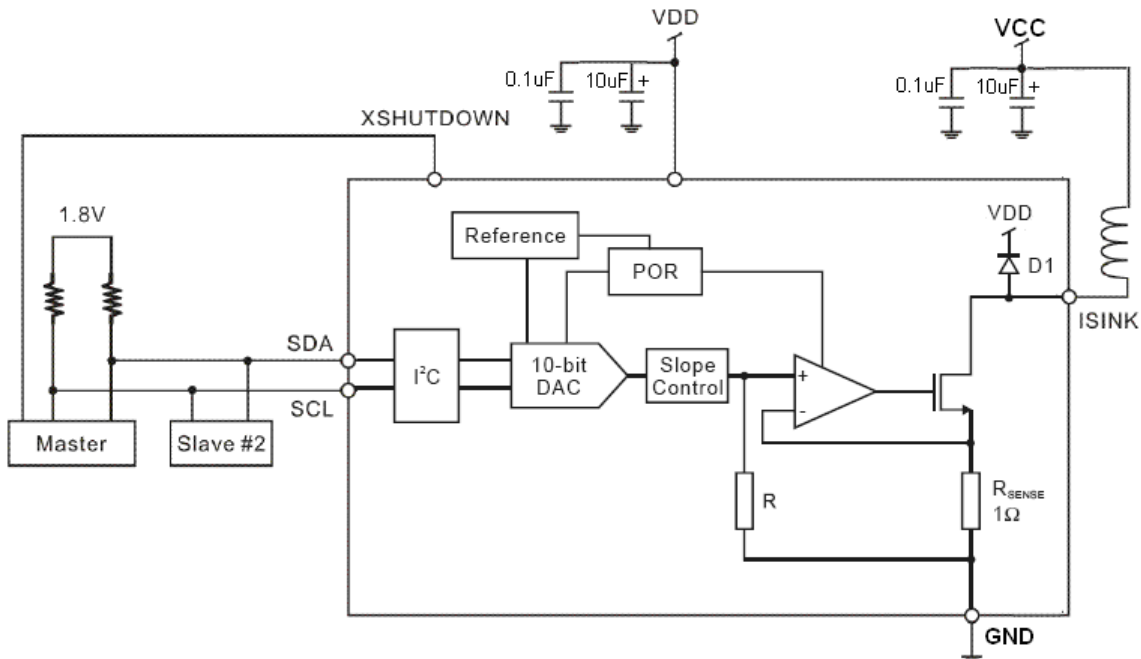 VDD
VCC
0.1uF
10uF +
0.1uF
10uF +
XSHUTDOWN
1.8V
Reference
POR
VDD
D1
ISINK
SDA
SCL
I²C
10-bit
DAC
Slope
Control
+
-
Master
Slave #2
R
RSENSE
1Ω
GND